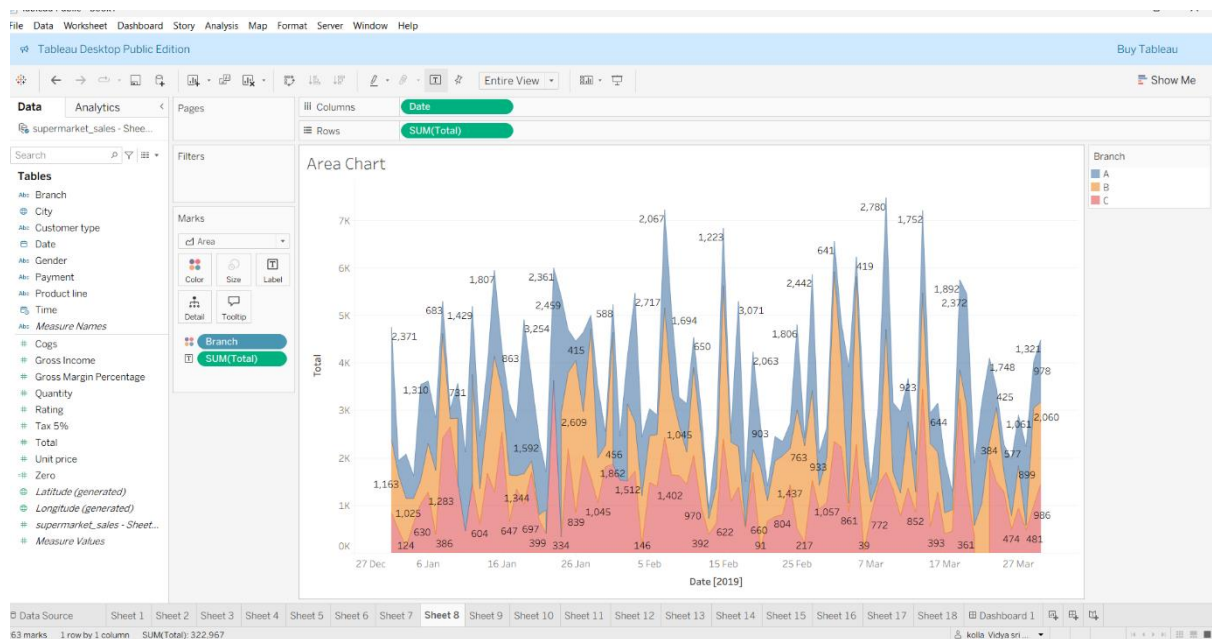 File Data Worksheet Dashboard Story Analysis Map Format Server Window Help
Tableau Desktop Public Edition Buy Tableau
Entire View Show Me
Data Analytics Pages Columns Date
supermarket_sales - Shee... Rows SUM(Total)
Search Filters Area Chart Branch
Tables A
Abc Branch B
City C
Abc Customer type Marks
Date Area
Abc Gender Color Size Label
Abc Payment Detail Tooltip
Abc Product line Branch
Time SUM(Total)
Abc Measure Names
# Cogs
# Gross Income
# Gross Margin Percentage
# Quantity
# Rating
# Tax 5%
# Total
# Unit price
Zero
Latitude (generated)
Longitude (generated)
# supermarket_sales - Sheet...
# Measure Values
Total
7K
6K
5K
4K
3K
2K
1K
0K
2,067 2,780 1,752
1,223
641 419
1,807 2,361 2,442
683 1,429 2,459 588 2,717 3,071 1,892 2,372
2,371 3,254 1,694 1,806
863 415 650 2,063 1,321
1,310 731 923 1,748 978
425
2,609 1,045 903 644 1,061 2,060
1,592 456 384 577
1,163 1,862 763 933 899
1,025 1,283 1,344 1,512 1,402 1,437 1,057
630 604 647 697 839 1,045 970 622 660 804 861 772 852 986
124 386 399 334 146 392 91 217 39 393 361 474 481
27 Dec 6 Jan 16 Jan 26 Jan 5 Feb 15 Feb 25 Feb 7 Mar 17 Mar 27 Mar
Date [2019]
Data Source Sheet 1 Sheet 2 Sheet 3 Sheet 4 Sheet 5 Sheet 6 Sheet 7 Sheet 8 Sheet 9 Sheet 10 Sheet 11 Sheet 12 Sheet 13 Sheet 14 Sheet 15 Sheet 16 Sheet 17 Sheet 18 Dashboard 1
63 marks 1 row by 1 column SUM(Total): 322,967 kolla Vidya sri ...